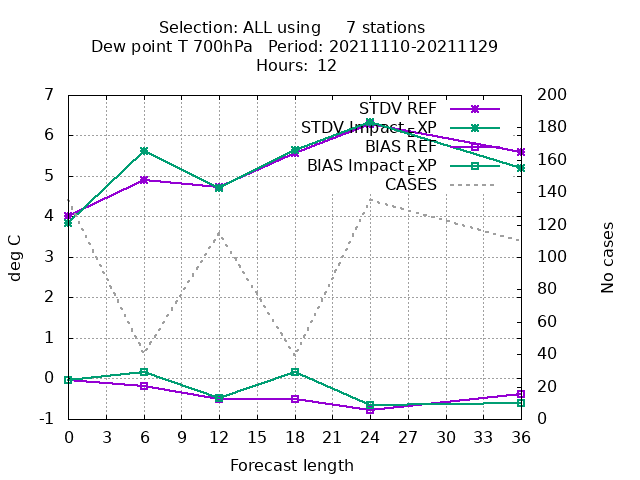 Selection: ALL using 7 stations
Dew point T 700hPa Period: 20211110-20211129
Hours: 12
STDV REF
STDV Impact_EXP
BIAS REF
BIAS Impact_EXP
CASES
7
6
5
4
3
2
1
0
-1
200
180
160
140
120
100
80
60
40
20
0
deg C
No cases
0 3 6 9 12 15 18 21 24 27 30 33 36
Forecast length